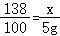 138/100 = x/5g